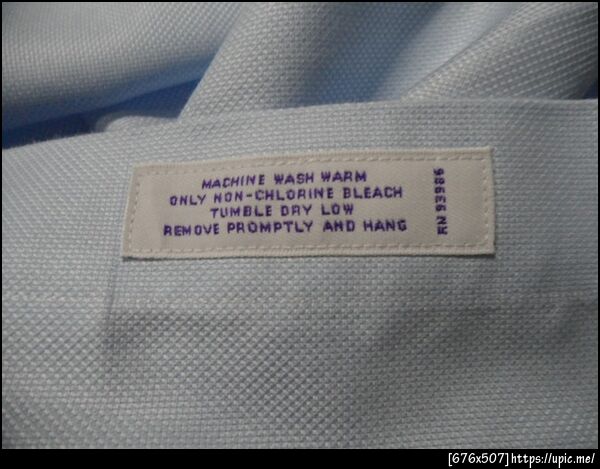 MACHINE WASH WARM
ONLY NON-CHLORINE BLEACH
TUMBLE DRY LOW
REMOVE PROMPTLY AND HANG
RN 93986
[676x507]https://upic.me/